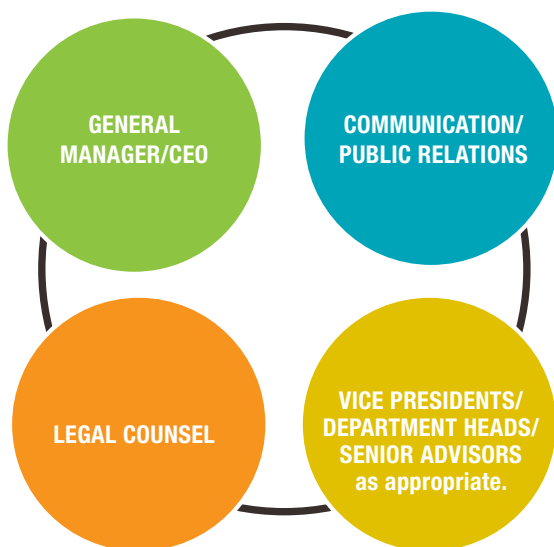 GENERAL
MANAGER/CEO
COMMUNICATION/
PUBLIC RELATIONS
LEGAL COUNSEL
VICE PRESIDENTS/
DEPARTMENT HEADS/
SENIOR ADVISORS
as appropriate.